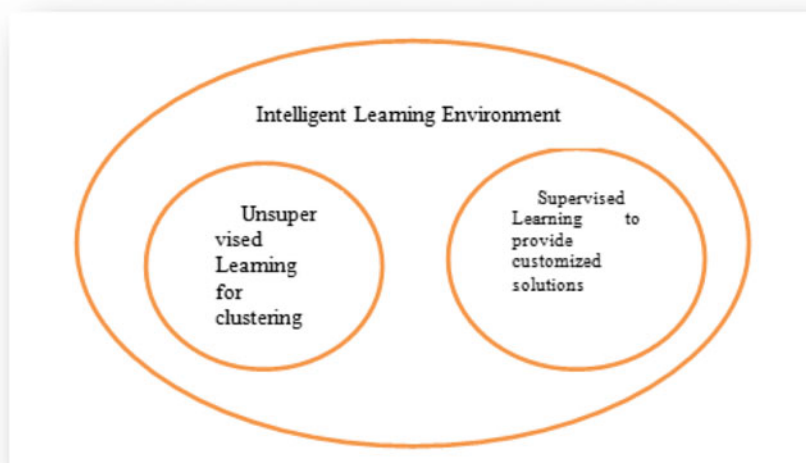 Intelligent Learning Environment
Unsuper
vised
Learning
for
clustering
Supervised
Learning to
provide
customized
solutions